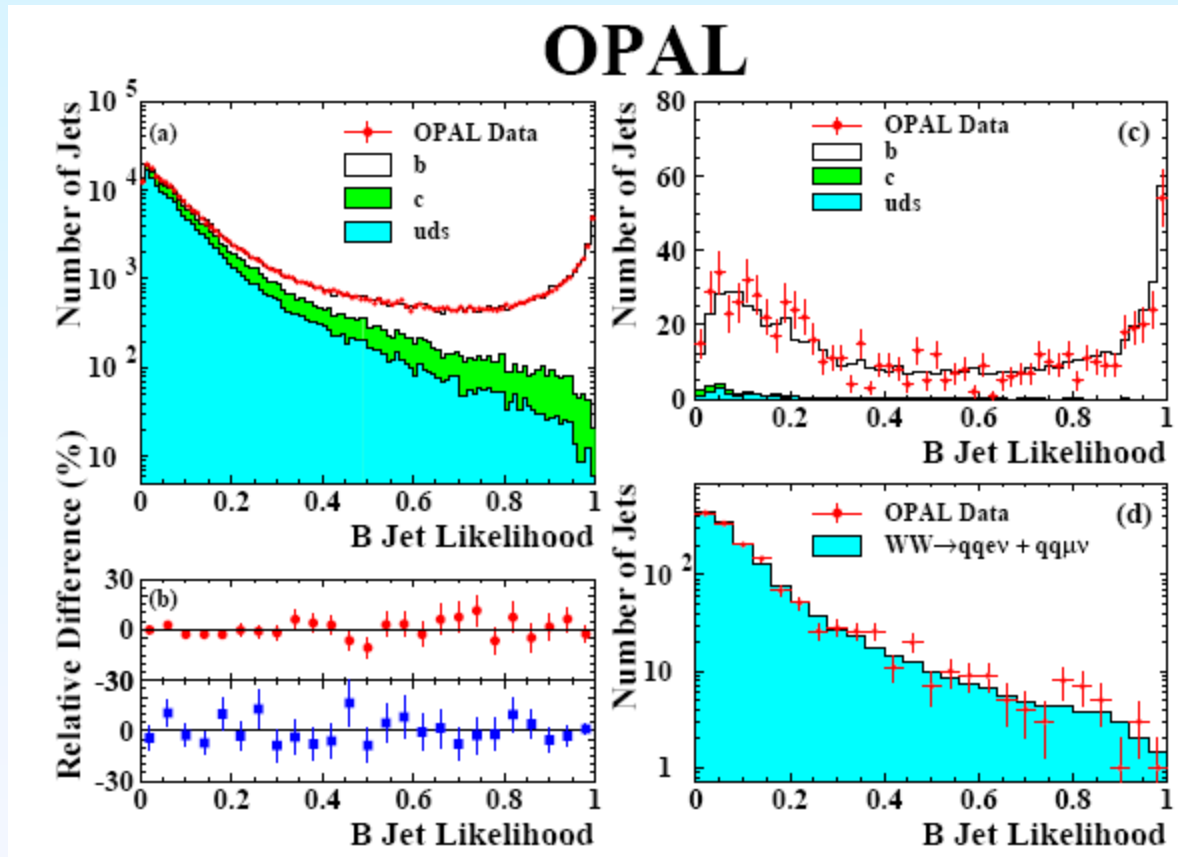 OPAL
Number of Jets
10 5
10 4
10 3
10 2
10
(a)
OPAL Data
b
c
uds
0 0.2 0.4 0.6 0.8 1
B Jet Likelihood
Relative Difference (%)
30
0
-30
0
-30
(b)
0 0.2 0.4 0.6 0.8 1
B Jet Likelihood
Number of Jets
80
60
40
20
0
(c)
OPAL Data
b
c
uds
0 0.2 0.4 0.6 0.8 1
B Jet Likelihood
Number of Jets
10 2
10
1
(d)
OPAL Data
WW→qqeν + qqμν
0 0.2 0.4 0.6 0.8 1
B Jet Likelihood